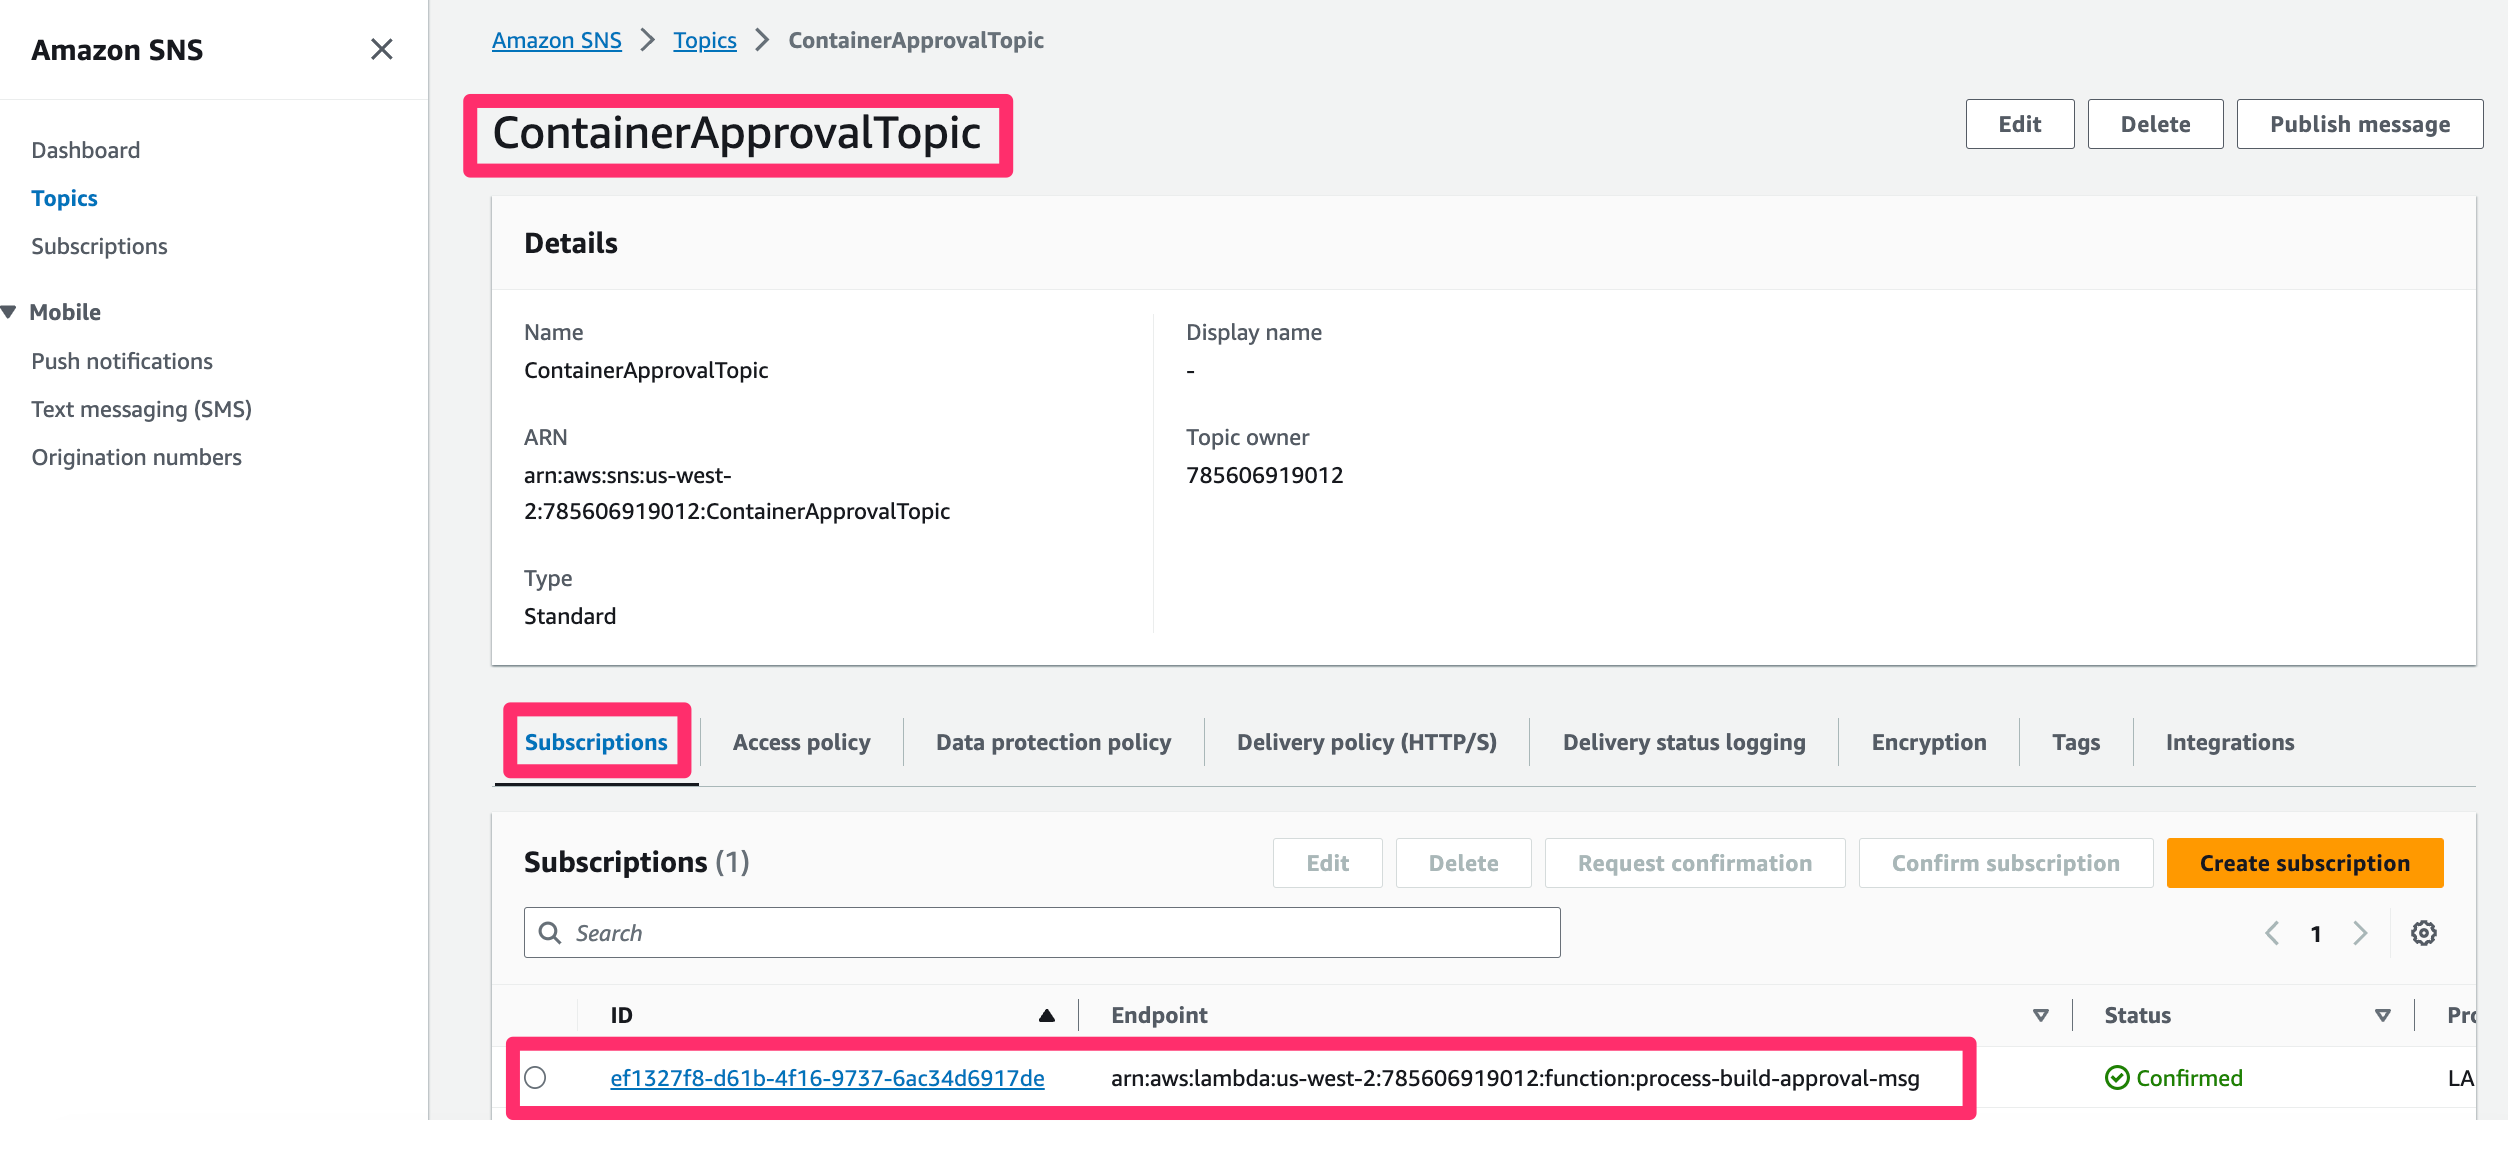 Amazon SNS
Dashboard
Topics
Subscriptions
Mobile
Push notifications
Text messaging (SMS)
Origination numbers
Amazon SNS > Topics > ContainerApprovalTopic
ContainerApprovalTopic
Edit
Delete
Publish message
Details
Name
ContainerApprovalTopic
ARN
arn:aws:sns:us-west-
2:785606919012:ContainerApprovalTopic
Type
Standard
Display name
-
Topic owner
785606919012
Subscriptions
Access policy
Data protection policy
Delivery policy (HTTP/S)
Delivery status logging
Encryption
Tags
Integrations
Subscriptions (1)
Edit
Delete
Request confirmation
Confirm subscription
Create subscription
Search
1
ID
Endpoint
Status
ef1327f8-d61b-4f16-9737-6ac34d6917de
arn:aws:lambda:us-west-2:785606919012:function:process-build-approval-msg
Confirmed